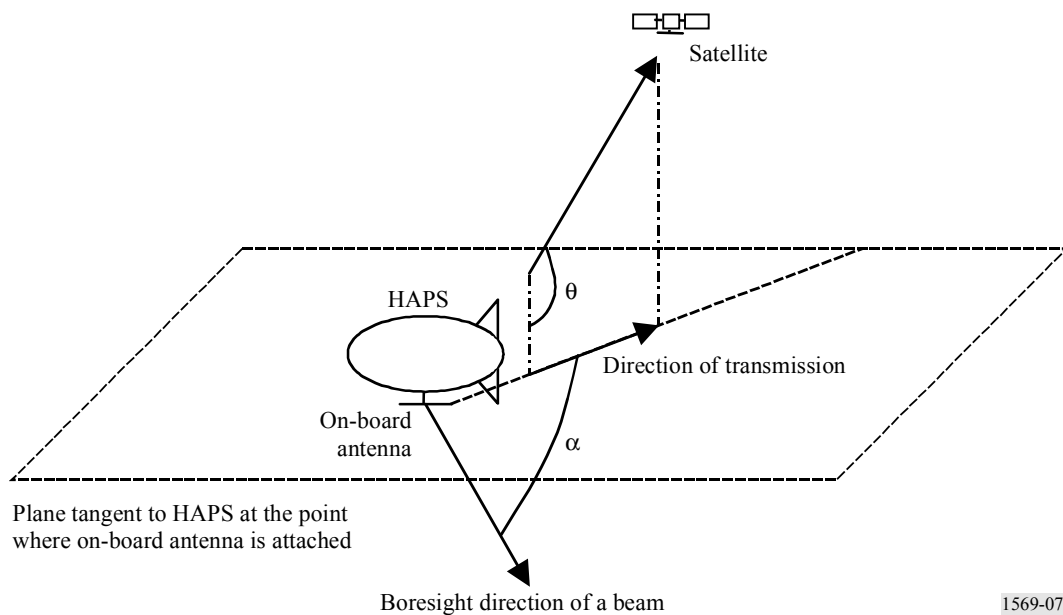 Satellite
HAPS
θ
Direction of transmission
On-board
antenna
α
Plane tangent to HAPS at the point
where on-board antenna is attached
Boresight direction of a beam
1569-07